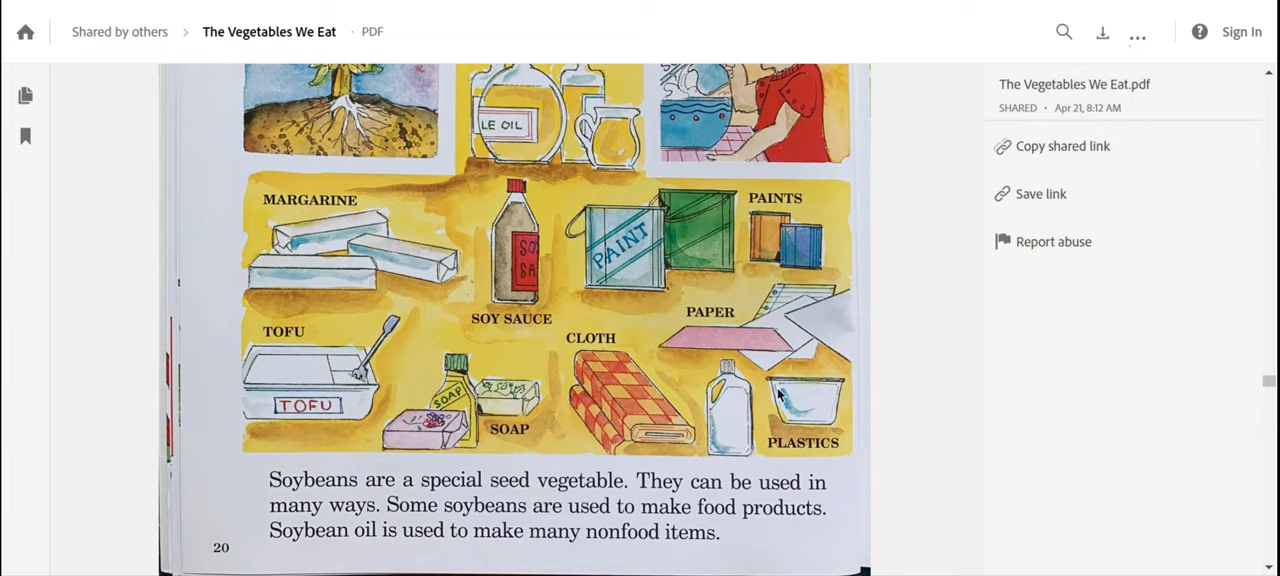 Shared by others > The Vegetables We Eat · PDF
Sign In
The Vegetables We Eat.pdf
SHARED • Apr 21, 8:12 AM
Copy shared link
Save link
Report abuse
LE OIL
MARGARINE
PAINTS
PAINT
SO
SA
SOY SAUCE
PAPER
TOFU
CLOTH
TOFU
SOAP
SOAP
PLASTICS
Soybeans are a special seed vegetable. They can be used in
many ways. Some soybeans are used to make food products.
Soybean oil is used to make many nonfood items.
20